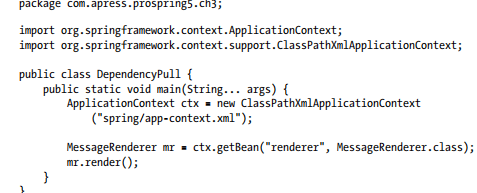 package com.apress.prospring5.ch3;
import org.springframework.context.ApplicationContext;
import org.springframework.context.support.ClassPathXmlApplicationContext;
public class DependencyPull {
public static void main(String... args) {
ApplicationContext ctx = new ClassPathXmlApplicationContext
("spring/app-context.xml");
MessageRenderer mr = ctx.getBean("renderer", MessageRenderer.class);
mr.render();
}
}